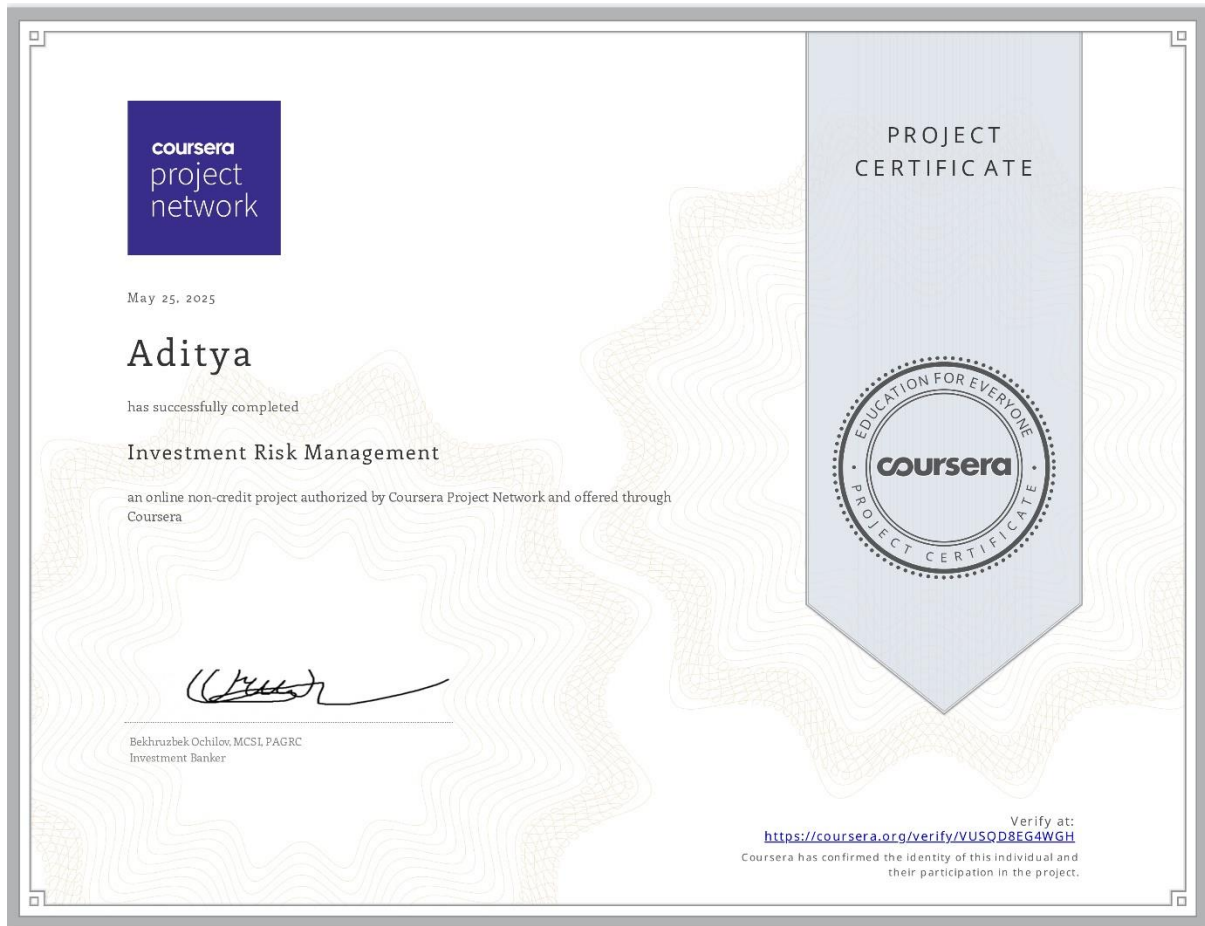 coursera
project
network
PROJECT
CERTIFICATE
May 25, 2025
Aditya
has successfully completed
Investment Risk Management
an online non-credit project authorized by Coursera Project Network and offered through
Coursera
EDUCATION FOR EVERYONE
coursera
PROJECT CERTIFICATE
Bekhruzbek Ochilov, MCSI, PAGRC
Investment Banker
Verify at:
https://coursera.org/verify/VUSQD8EG4WGH
Coursera has confirmed the identity of this individual and
their participation in the project.